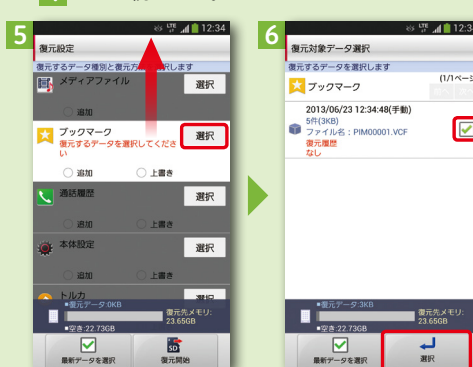 5
LTE 12:34
復元設定
復元するデータ種別と復元方 択します
メディアファイル
選択
追加
ブックマーク
復元するデータを選択してくださ
い
選択
追加
上書き
通話履歴
選択
追加
上書き
本体設定
選択
追加
上書き
トルカ
選択
■復元データ:0KB
復元先メモリ:
23.65GB
■空き:22.73GB
最新データを選択
SD
復元開始
6
LTE 12:34
復元対象データ選択
復元するデータを選択します
ブックマーク
(1/1ページ
2013/06/23 12:34:48(手動)
5件(3KB)
ファイル名:PIM00001.VCF
復元履歴
なし
■復元データ:3KB
復元先メモリ:
23.65GB
■空き:22.73GB
最新データを選択
選択